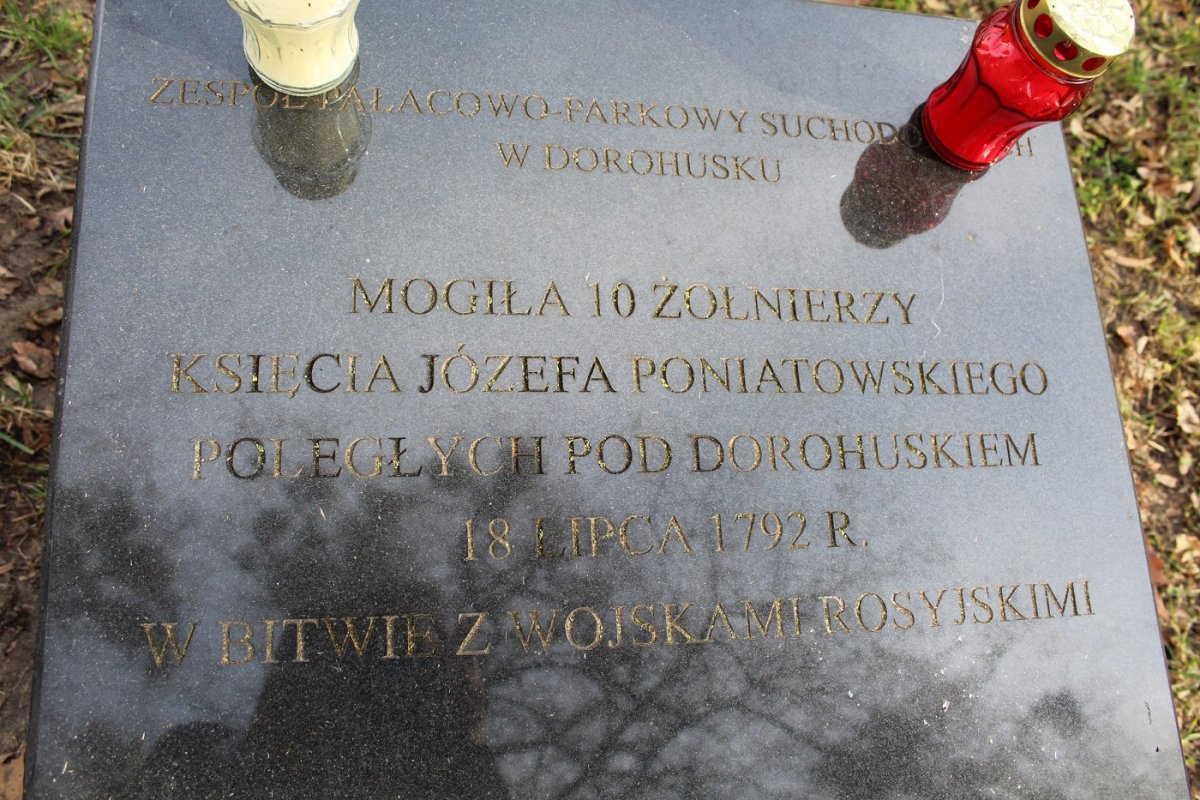 ZESPÓŁ PAŁACOWO-PARKOWY
W DOROHUSKU
MOGIŁA 10 ŻOŁNIERZY
KSIĘCIA JÓZEFA PONIATOWSKIEGO
POLEGŁYCH POD DOROHUSKIEM
18 LIPCA 1792 R.
W BITWIE Z WOJSKAMI ROSYJSKIMI